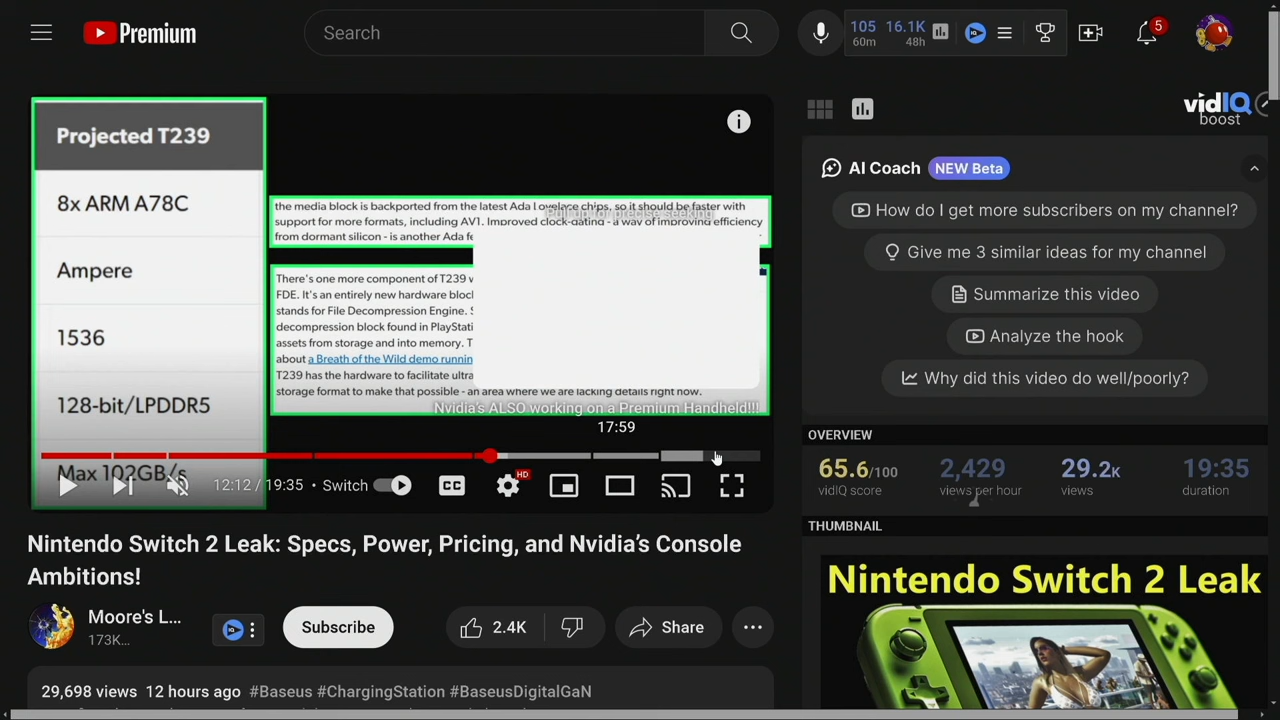 Premium
Search
105
60m
16.1K
48h
5
Projected T239
8x ARM A78C
Ampere
1536
128-bit/LPDDR5
Max 102GB/s
the media block is backported from the latest Ada Lovelace chips, so it should be faster with
support for more formats, including AV1. Improved clock-gating - a way of improving efficiency
from dormant silicon - is another Ada
Pull up for precise seeking
There's one more component of T239
FDE. It's an entirely new hardware
stands for File Decompression Engine.
decompression block found in
assets from storage and into memory.
about a Breath of the Wild demo
T239 has the hardware to facilitate
storage format to make that possible - an area where we are lacking details right now.
Nvidia's ALSO working on a Premium Handheld!!!
17:59
12:12 / 19:35 • Switch
CC
HD
Nintendo Switch 2 Leak: Specs, Power, Pricing, and Nvidia's Console
Ambitions!
Moore's L...
173K...
IQ
Subscribe
2.4K
Share
29,698 views 12 hours ago #Baseus #ChargingStation #BaseusDigitalGaN
vidIQ
boost
AI Coach NEW Beta
How do I get more subscribers on my channel?
Give me 3 similar ideas for my channel
Summarize this video
Analyze the hook
Why did this video do well/poorly?
OVERVIEW
65.6/100
vidIQ score
2,429
views per hour
29.2k
views
19:35
duration
THUMBNAIL
Nintendo Switch 2 Leak